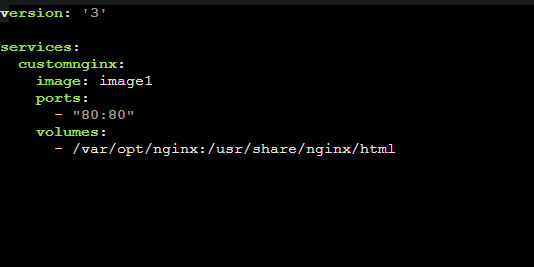 version: '3'
services:
  customnginx:
    image: image1
    ports:
      - "80:80"
    volumes:
      - /var/opt/nginx:/usr/share/nginx/html